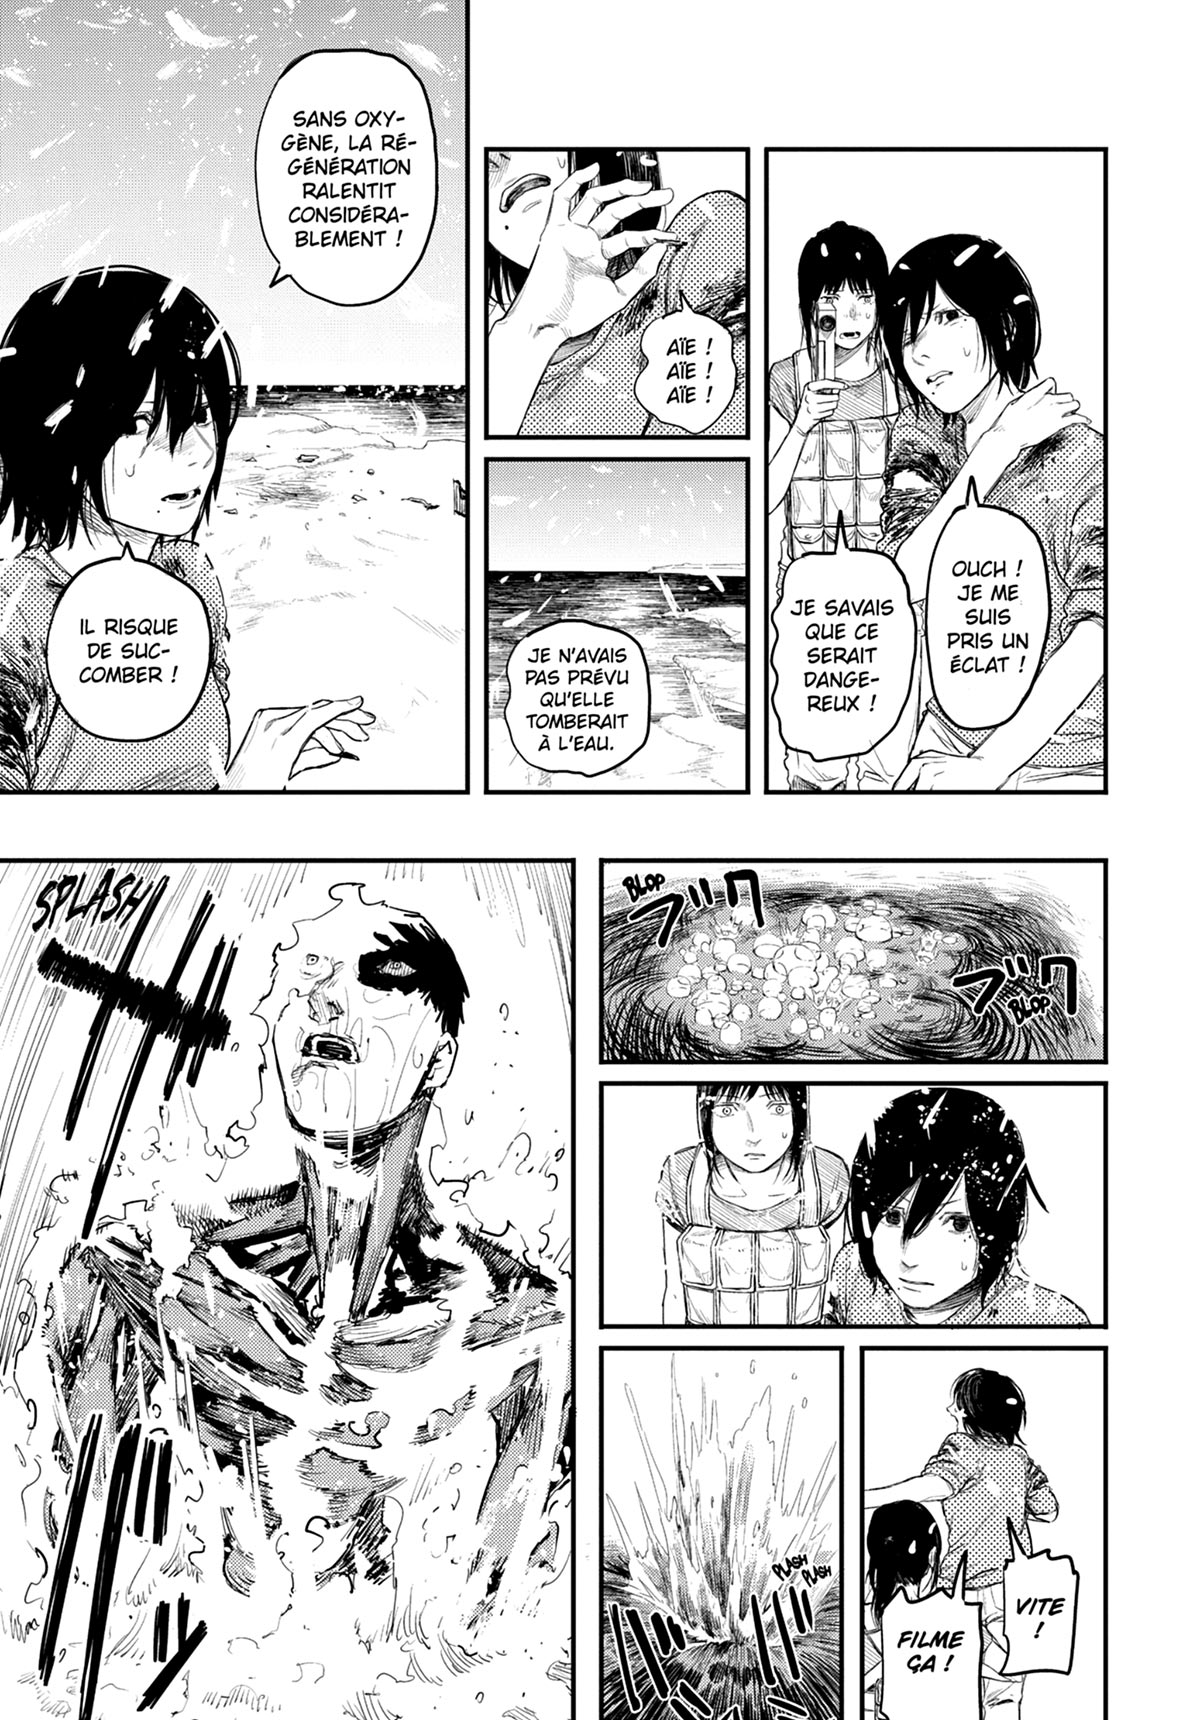 OUCH !
JE ME
SUIS
PRIS UN
ÉCLAT !
JE SAVAIS
QUE CE
SERAIT
DANGE-
REUX !
AÏE !
AÏE !
AÏE !
JE N'AVAIS
PAS PRÉVU
QU'ELLE
TOMBERAIT
À L'EAU.
SANS OXY-
GÈNE, LA RÉ-
GÉNÉRATION
RALENTIT
CONSIDÉRA-
BLEMENT !
IL RISQUE
DE SUC-
COMBER !
BLOP
ブク
ブク
BLOP
VITE
!
FILME
ÇA !
PLASH
PLASH
SPLASH